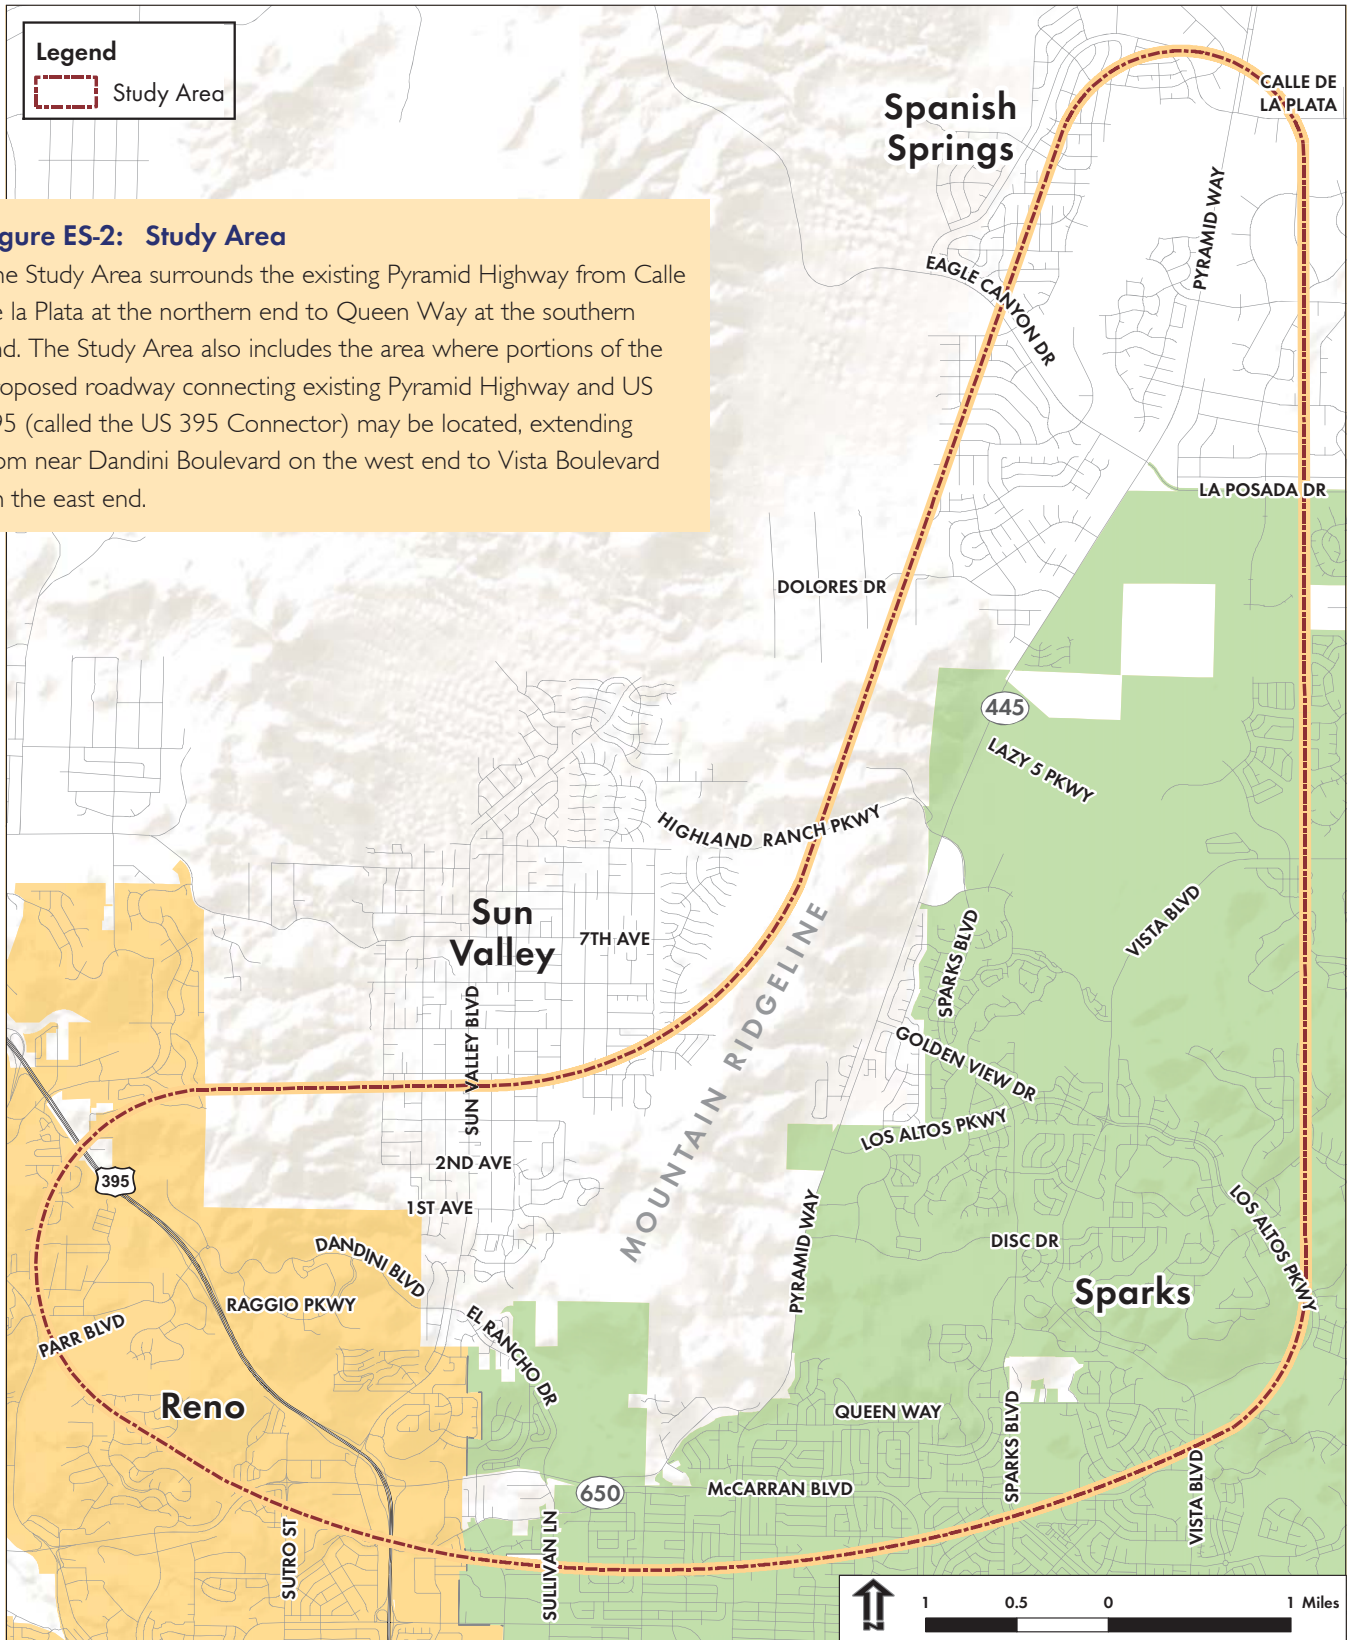 Legend
Study Area
Spanish
Springs
CALLE DE
LA PLATA
PYRAMID WAY
gure ES-2: Study Area
he Study Area surrounds the existing Pyramid Highway from Calle
e la Plata at the northern end to Queen Way at the southern
nd. The Study Area also includes the area where portions of the
roposed roadway connecting existing Pyramid Highway and US
95 (called the US 395 Connector) may be located, extending
om near Dandini Boulevard on the west end to Vista Boulevard
n the east end.
EAGLE CANYON DR
LA POSADA DR
DOLORES DR
445
LAZY 5 PKWY
HIGHLAND RANCH PKWY
Sun
Valley
7TH AVE
VISTA BLVD
SPARKS BLVD
MOUNTAIN RIDGELINE
SUN VALLEY BLVD
GOLDEN VIEW DR
LOS ALTOS PKWY
2ND AVE
395
1ST AVE
PYRAMID WAY
LOS ALTOS PKWY
DANDINI BLVD
DISC DR
RAGGIO PKWY
Sparks
PARR BLVD
EL RANCHO DR
Reno
QUEEN WAY
SPARKS BLVD
650
McCARRAN BLVD
VISTA BLVD
SUTRO ST
SULLIVAN LN
1 0.5 0 1 Miles